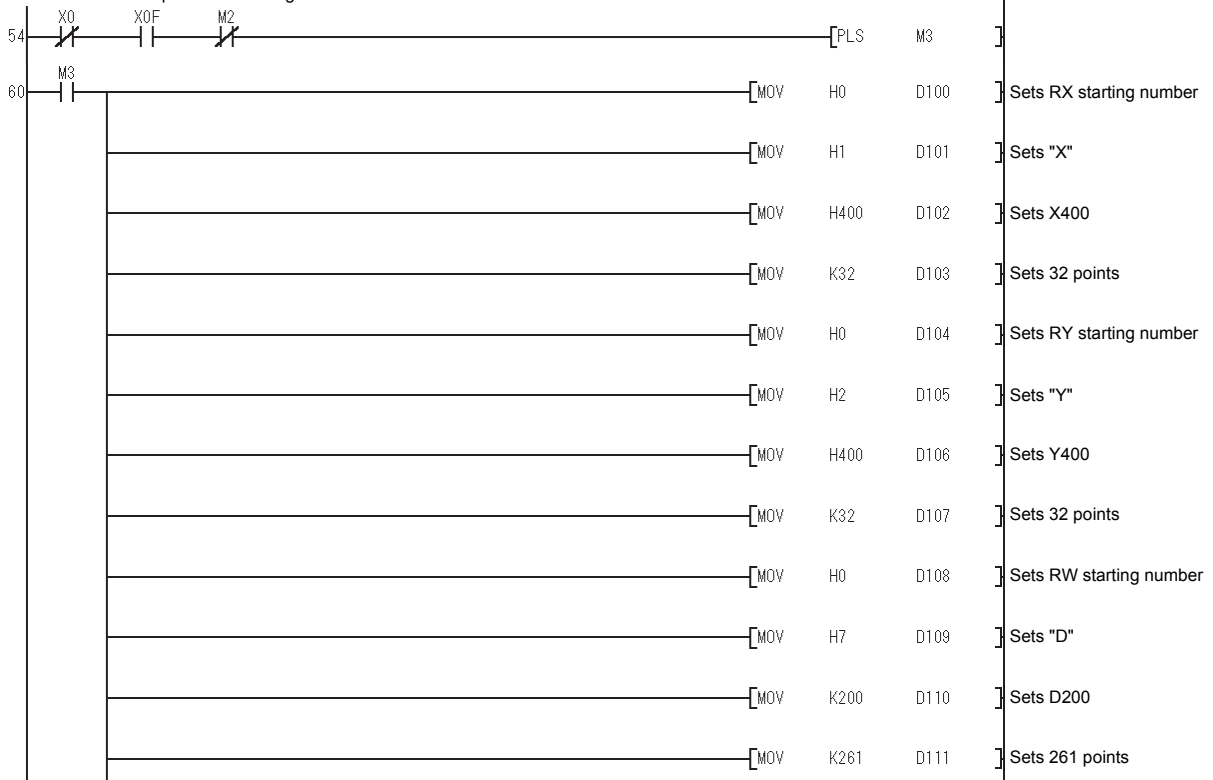 X0 X0F M2
54 [PLS M3 ]
M3
60 [MOV H0 D100 ] Sets RX starting number
[MOV H1 D101 ] Sets "X"
[MOV H400 D102 ] Sets X400
[MOV K32 D103 ] Sets 32 points
[MOV H0 D104 ] Sets RY starting number
[MOV H2 D105 ] Sets "Y"
[MOV H400 D106 ] Sets Y400
[MOV K32 D107 ] Sets 32 points
[MOV H0 D108 ] Sets RW starting number
[MOV H7 D109 ] Sets "D"
[MOV K200 D110 ] Sets D200
[MOV K261 D111 ] Sets 261 points